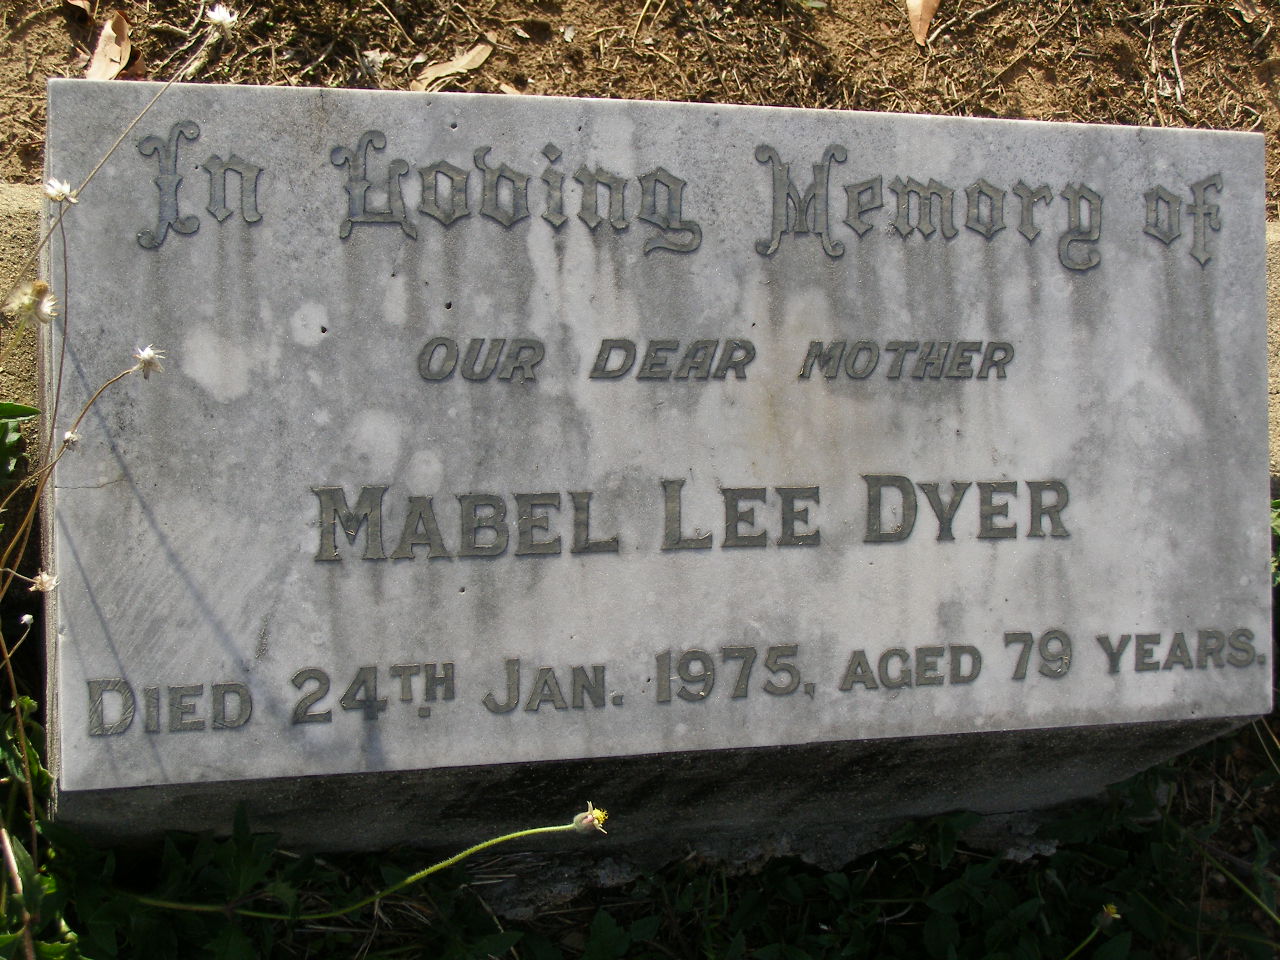 In Loving Memory of
OUR DEAR MOTHER
MABEL LEE DYER
DIED 24TH. JAN. 1975, AGED 79 YEARS.